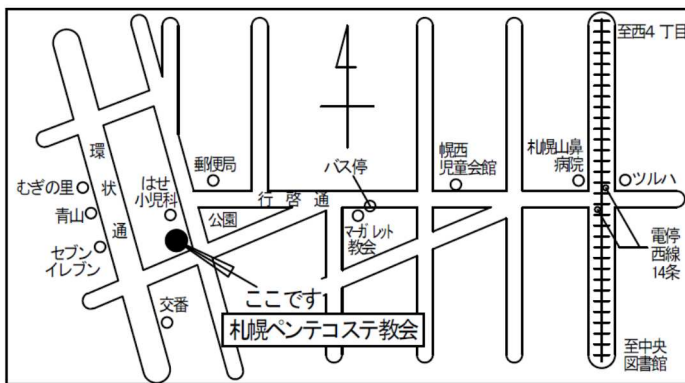 至西4 丁目
環
状
通
郵便局
バス停
幌西
児童会館
札幌山鼻
病院
ツルハ
むぎの里
はせ
小児科
行 啓 通
青山
公園
マーガレット
教会
セブン
イレブン
電停
西線
14条
ここです
交番
札幌ペンテコステ教会
至中央
図書館